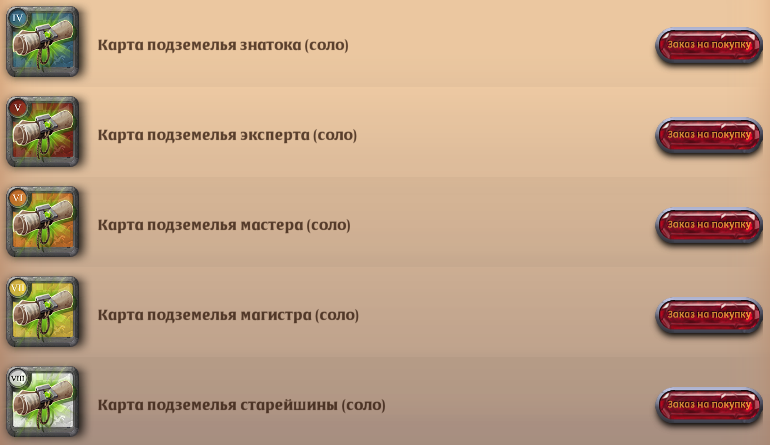 IV
Карта подземелья знатока (соло)
Заказ на покупку
V
Карта подземелья эксперта (соло)
Заказ на покупку
VI
Карта подземелья мастера (соло)
Заказ на покупку
VII
Карта подземелья магистра (соло)
Заказ на покупку
VIII
Карта подземелья старейшины (соло)
Заказ на покупку